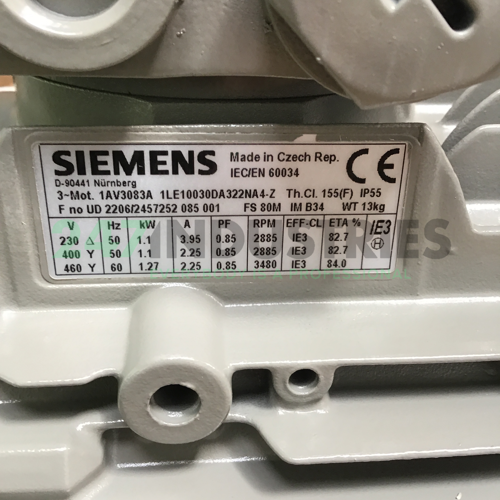 SIEMENS Made in Czech Rep. CE
D-90441 Nürnberg IEC/EN 60034
3~Mot. 1AV3083A 1LE10030DA322NA4-Z Th.Cl. 155(F) IP55
F no UD 2206/2457252 085 001 FS 80M IM B34 WT 13kg
V Hz kW A PF RPM EFF-CL ETA % IE3
230 Δ 50 1.1 3.95 0.85 2885 IE3 82.7
400 Y 50 1.1 2.25 0.85 2885 IE3 82.7
460 Y 60 1.27 2.25 0.85 3480 IE3 84.0
INDUSTRIES